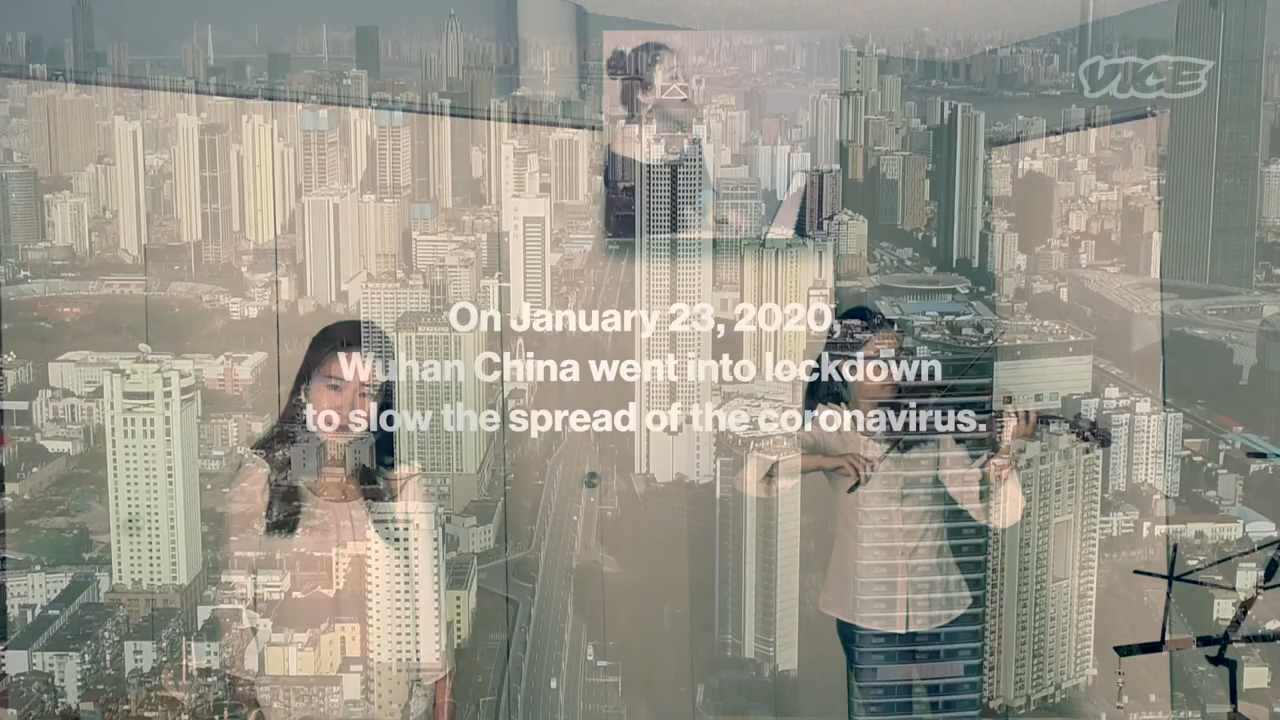 VICE
On January 23, 2020,
Wuhan China went into lockdown
to slow the spread of the coronavirus.